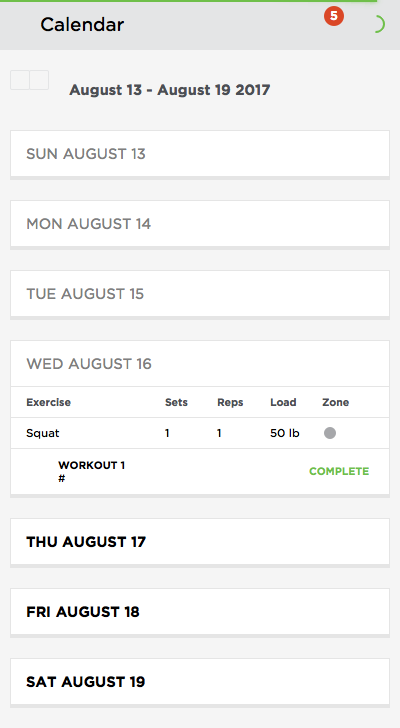 Calendar
5
August 13 - August 19 2017
SUN AUGUST 13
MON AUGUST 14
TUE AUGUST 15
WED AUGUST 16
Exercise Sets Reps Load Zone
Squat 1 1 50 lb
WORKOUT 1
#
COMPLETE
THU AUGUST 17
FRI AUGUST 18
SAT AUGUST 19